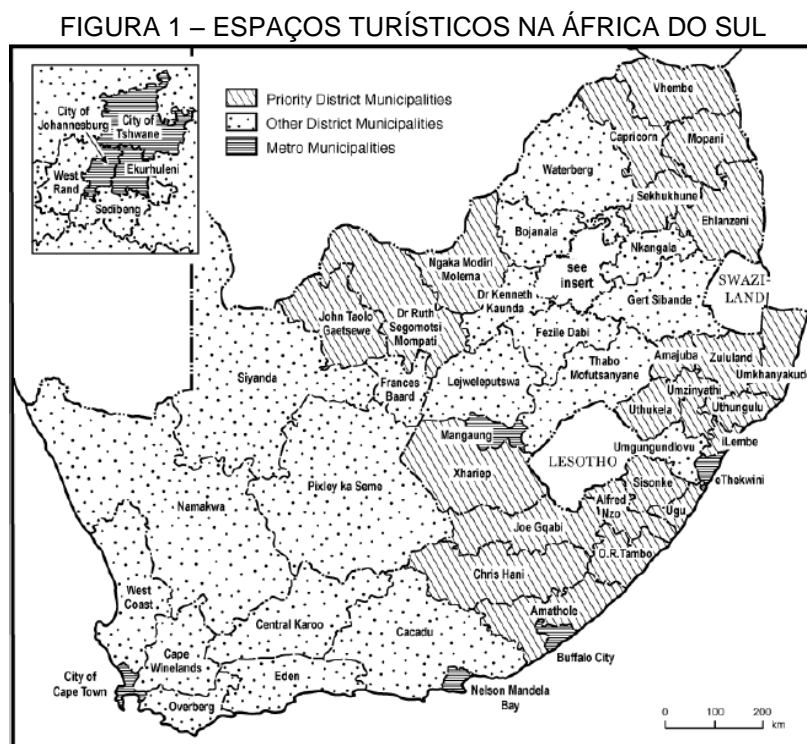 FIGURA 1 – ESPAÇOS TURÍSTICOS NA ÁFRICA DO SUL
City of
Johannesburg
City of
Tshwane
West
Rand
Ekurhuleni
Sedibeng
Priority District Municipalities
Other District Municipalities
Metro Municipalities
Vhembe
Capricorn
Mopani
Waterberg
Sekhukhune
Ehlanzeni
Bojanala
Nkangala
Ngaka Modiri
Molema
see
insert
SWAZI-
LAND
Dr Kenneth
Kaunda
Gert Sibande
John Taolo
Gaetsewe
Dr Ruth
Segomotsi
Mompati
Fezile Dabi
Siyanda
Frances
Baard
Lejweleputswa
Thabo
Mofutsanyane
Amajuba
Zululand
Umkhanyakude
Umzinyathi
Uthukela
Uthungulu
Mangaung
iLembe
LESOTHO
Umgungundlovu
eThekwini
Xhariep
Sisonke
Pixley ka Seme
Namakwa
Alfred
Nzo
Ugu
Joe Gqabi
O.R.Tambo
Chris Hani
West
Coast
Central Karoo
Cacadu
Amathole
Cape
Winelands
Buffalo City
City of
Cape Town
Eden
Overberg
Nelson Mandela
Bay
0 100 200
km